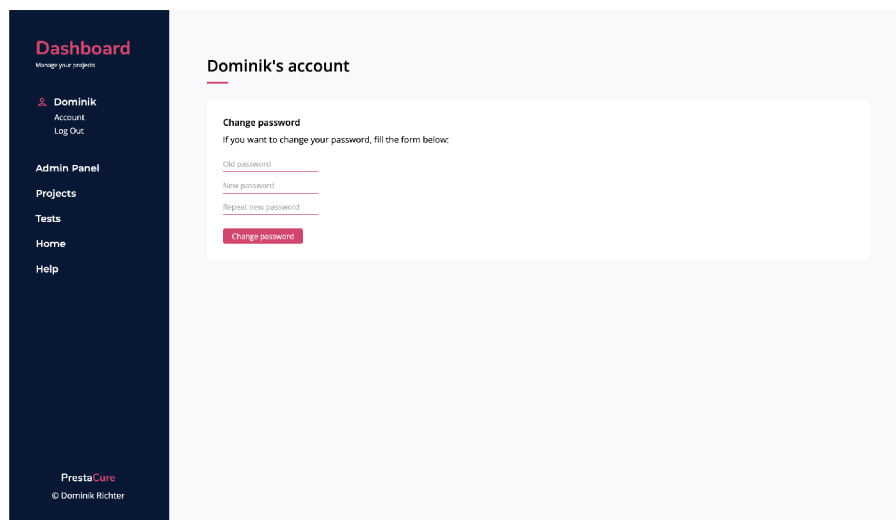 Dashboard
Manage your projects
Dominik
Account
Log Out
Admin Panel
Projects
Tests
Home
Help
PrestaCure
© Dominik Richter
Dominik's account
Change password
If you want to change your password, fill the form below:
Old password
New password
Repeat new password
Change password